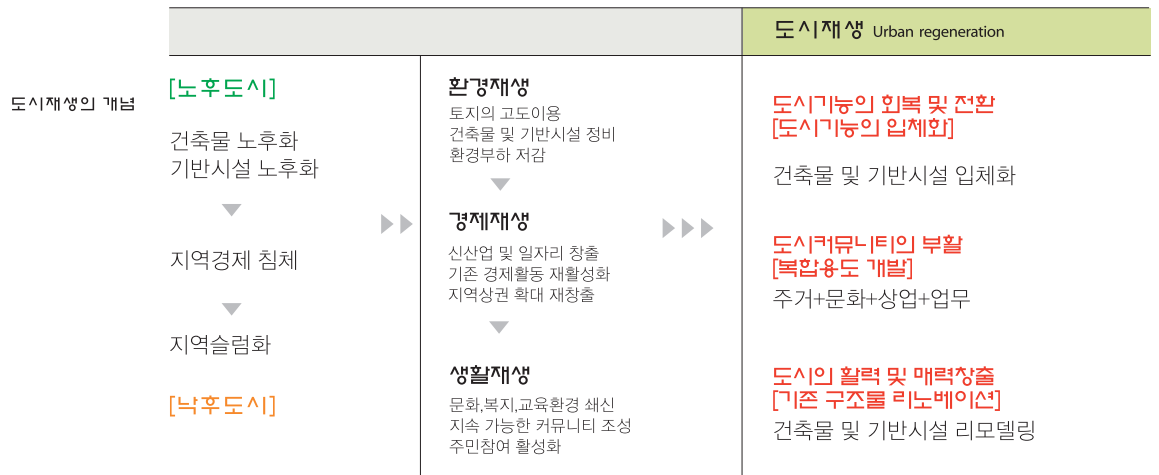 도시재생 Urban regeneration
도시재생의 개념
[노후도시]
건축물 노후화
기반시설 노후화
지역경제 침체
지역슬럼화
[낙후도시]
환경재생
토지의 고도이용
건축물 및 기반시설 정비
환경부하 저감
경제재생
신산업 및 일자리 창출
기존 경제활동 재활성화
지역상권 확대 재창출
생활재생
문화,복지,교육환경 쇄신
지속 가능한 커뮤니티 조성
주민참여 활성화
도시기능의 회복 및 전환
[도시기능의 입체화]
건축물 및 기반시설 입체화
도시커뮤니티의 부활
[복합용도 개발]
주거+문화+상업+업무
도시의 활력 및 매력창출
[기존 구조물 리노베이션]
건축물 및 기반시설 리모델링